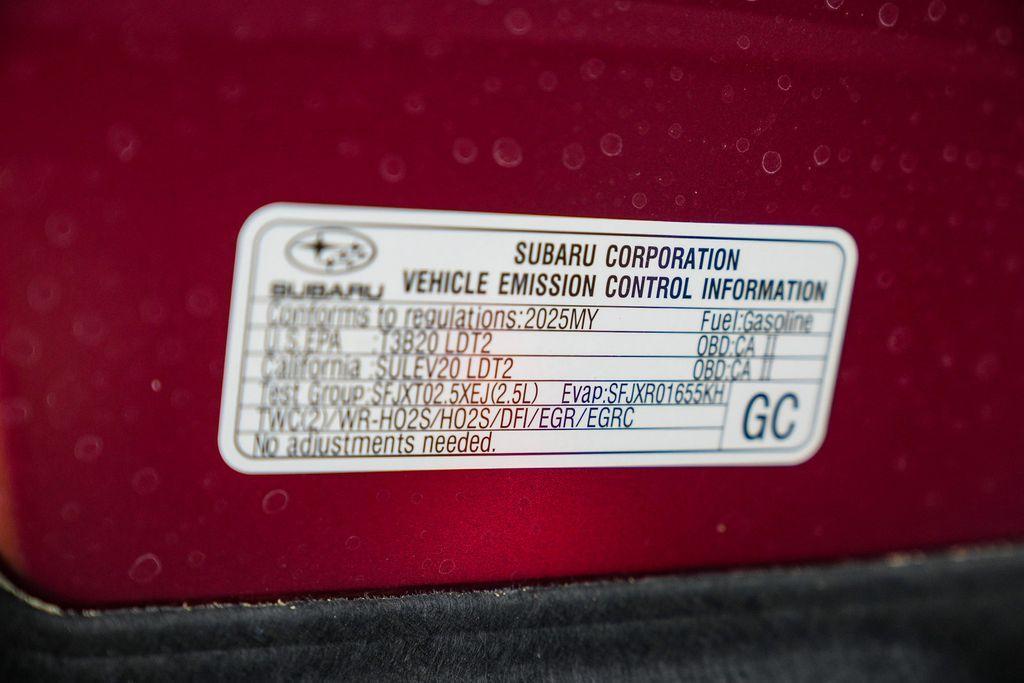 SUBARU
SUBARU CORPORATION
VEHICLE EMISSION CONTROL INFORMATION
Conforms to regulations:2025MY Fuel:Gasoline
U.S.EPA :T3B20 LDT2 OBD:CA II
California :SULEV20 LDT2 OBD:CA II
Test Group:SFJXT02.5XEJ(2.5L) Evap:SFJXR01655KH
TWC(2)/WR-HO2S/HO2S/DFI/EGR/EGRC
No adjustments needed.
GC